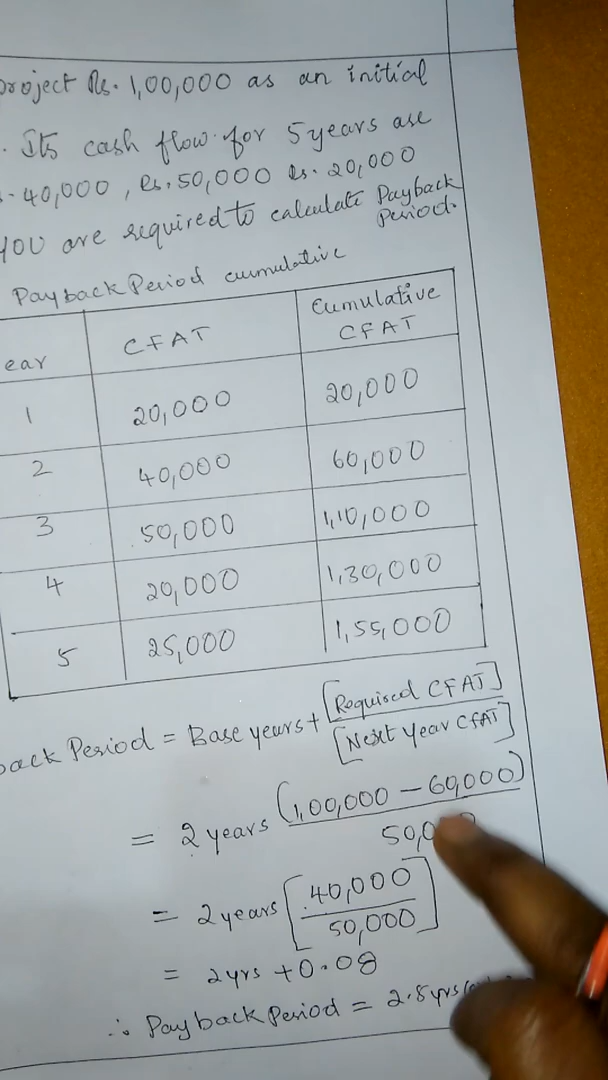 project Rs. 1,00,000 as an initial
. Its cash flow for 5 years are
40,000, Rs. 50,000 Rs. 20,000
you are required to calculate Payback Period.
Payback Period cumulative
ear CFAT Cumulative CFAT
1 20,000 20,000
2 40,000 60,000
3 50,000 1,10,000
4 20,000 1,30,000
5 25,000 1,55,000
back Period = Base years + [Required CFAT]
[Next Year CFAT]
= 2 years (1,00,000 - 60,000)
= 2 years [40,000
50,000]
= 2yrs + 0.08
∴ Payback Period = 2.8 yrs